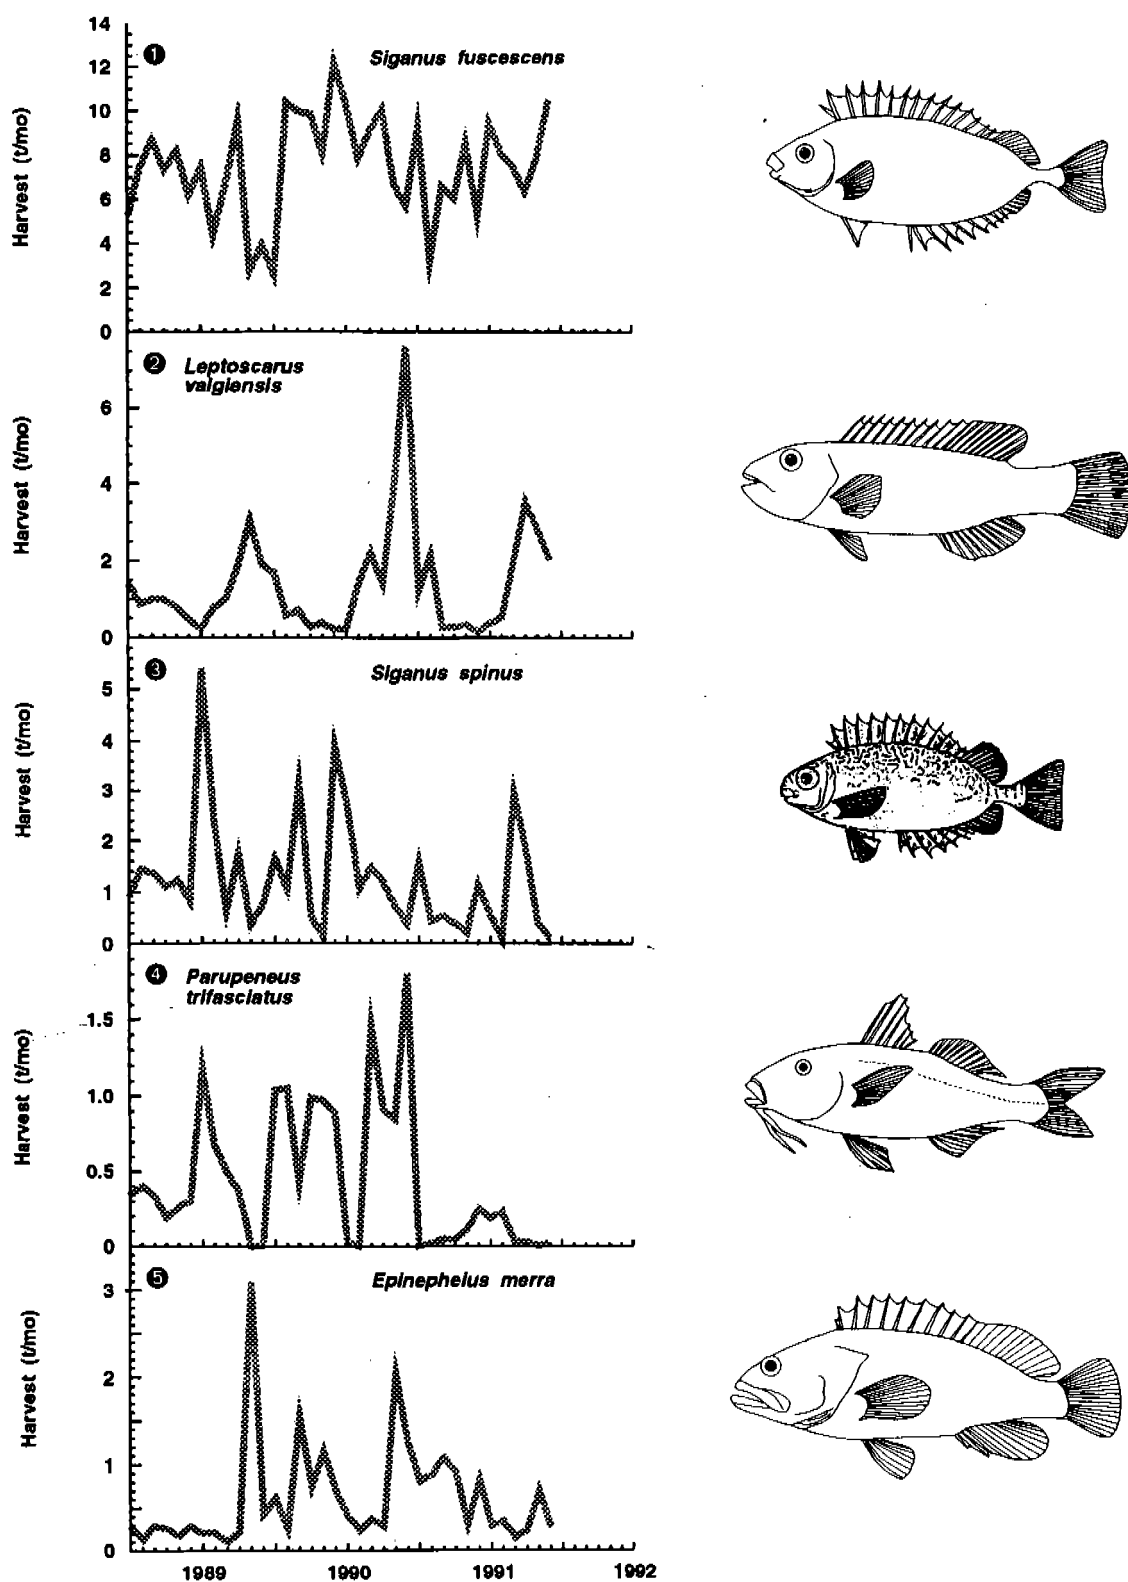 14
12
10
8
6
4
2
0
Harvest (t/mo)
1
Siganus fuscescens
6
4
2
0
Harvest (t/mo)
2
Leptoscarus
vaigiensis
5
4
3
2
1
0
Harvest (t/mo)
3
Siganus spinus
1.5
1.0
0.5
0
Harvest (t/mo)
4
Parupeneus
trifasciatus
3
2
1
0
Harvest (t/mo)
5
Epinephelus merra
1989
1990
1991
1992